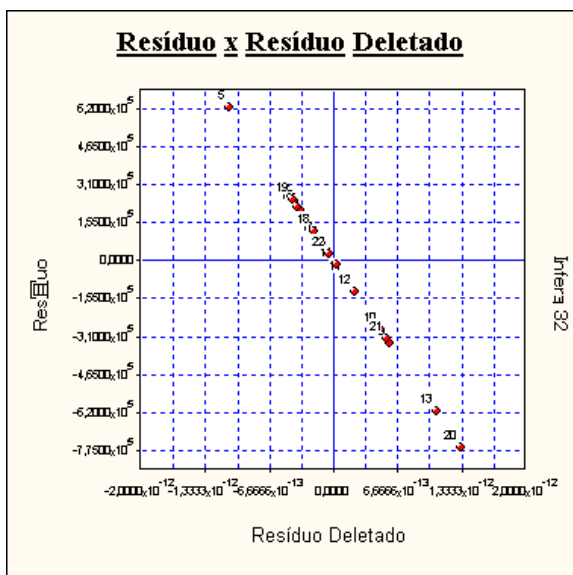 Resíduo x Resíduo Deletado
5
6,2000x10^5
4,6500x10^5
3,1000x10^5
19
18
1,5500x10^5
22
0,0000
12
-1,5500x10^5
21
-3,1000x10^5
-4,6500x10^5
13
-6,2000x10^5
20
-7,7500x10^5
-2,0000x10^-12 -1,3333x10^-12 -6,6666x10^-13 0,0000 6,6666x10^-13 1,3333x10^-12 2,0000x10^-12
Resíduo Deletado
Infera 32